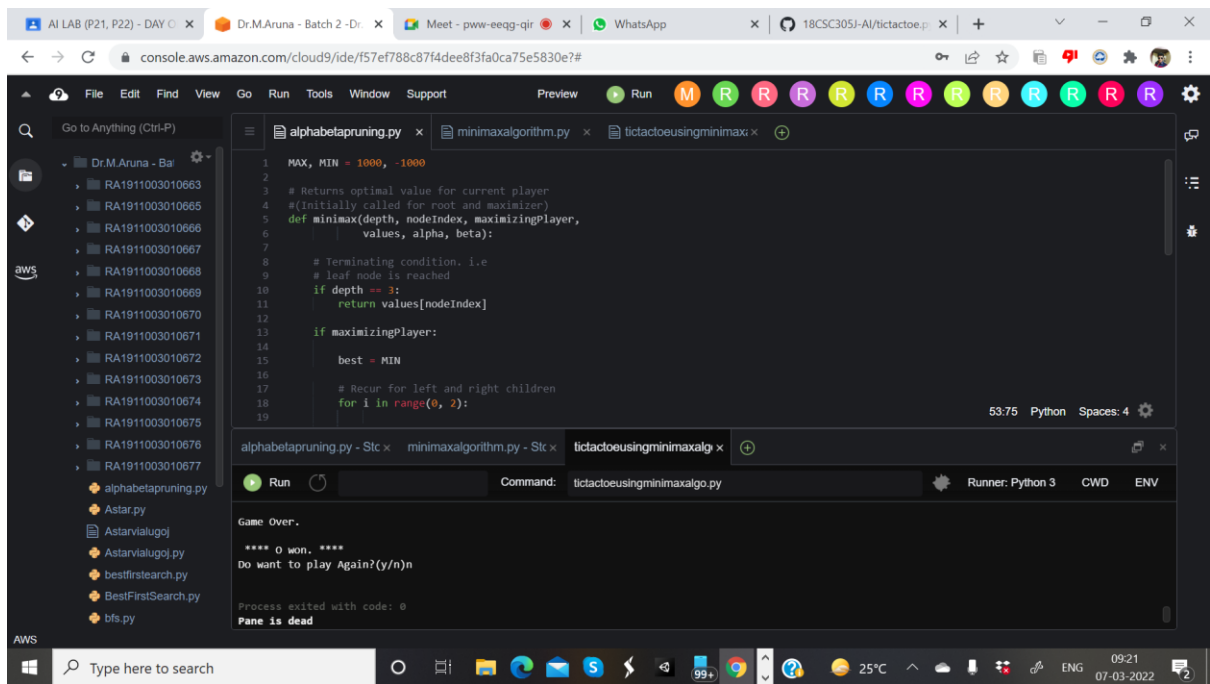 AI LAB (P21, P22) - DAY O
Dr.M.Aruna - Batch 2 -Dr.
Meet - pww-eeqg-qir
WhatsApp
18CSC305J-AI/tictactoe.p
console.aws.amazon.com/cloud9/ide/f57ef788c87f4dee8f3fa0ca75e5830e?#
File Edit Find View Go Run Tools Window Support Preview Run M R R R R R R R R R R R R
Go to Anything (Ctrl-P)
alphabetapruning.py
minimaxalgorithm.py
tictactoeusingminimax
Dr.M.Aruna - Ba
RA1911003010663
RA1911003010665
RA1911003010666
RA1911003010667
RA1911003010668
RA1911003010669
RA1911003010670
RA1911003010671
RA1911003010672
RA1911003010673
RA1911003010674
RA1911003010675
RA1911003010676
RA1911003010677
alphabetapruning.py
Astar.py
Astarvialugoj
Astarvialugoj.py
bestfirstearch.py
BestFirstSearch.py
bfs.py
aws
AWS
1 MAX, MIN = 1000, -1000
2
3 # Returns optimal value for current player
4 #(Initially called for root and maximizer)
5 def minimax(depth, nodeIndex, maximizingPlayer,
6 values, alpha, beta):
7
8 # Terminating condition. i.e
9 # leaf node is reached
10 if depth == 3:
11 return values[nodeIndex]
12
13 if maximizingPlayer:
14
15 best = MIN
16
17 # Recur for left and right children
18 for i in range(0, 2):
19
53:75 Python Spaces: 4
alphabetapruning.py - Stc
minimaxalgorithm.py - Stc
tictactoeusingminimaxalg
Run
Command: tictactoeusingminimaxalgo.py
Runner: Python 3 CWD ENV
Game Over.
**** O won. ****
Do want to play Again?(y/n)n
Process exited with code: 0
Pane is dead
Type here to search
99+
25°C
ENG
09:21
07-03-2022
2